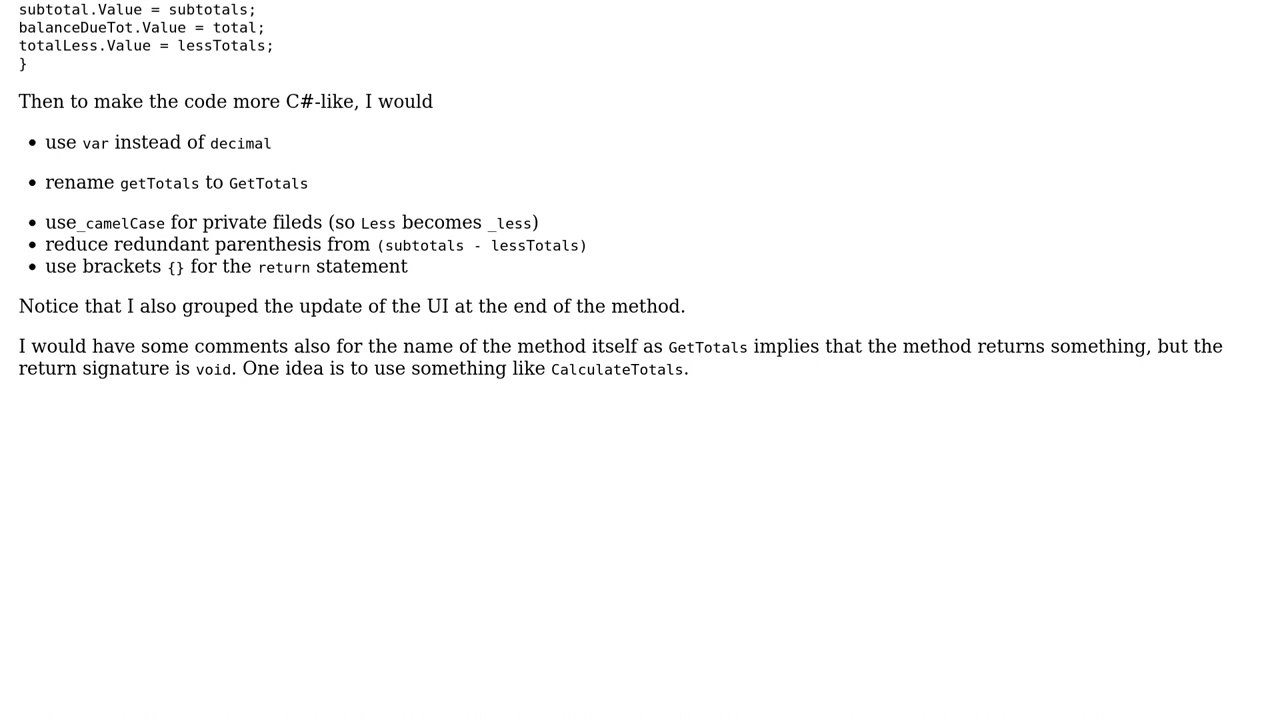 subtotal.Value = subtotals;
balanceDueTot.Value = total;
totalLess.Value = lessTotals;
}
Then to make the code more C#-like, I would
• use var instead of decimal
• rename getTotals to GetTotals
• use_camelCase for private fileds (so Less becomes _less)
• reduce redundant parenthesis from (subtotals - lessTotals)
• use brackets {} for the return statement
Notice that I also grouped the update of the UI at the end of the method.
I would have some comments also for the name of the method itself as GetTotals implies that the method returns something, but the
return signature is void. One idea is to use something like CalculateTotals.